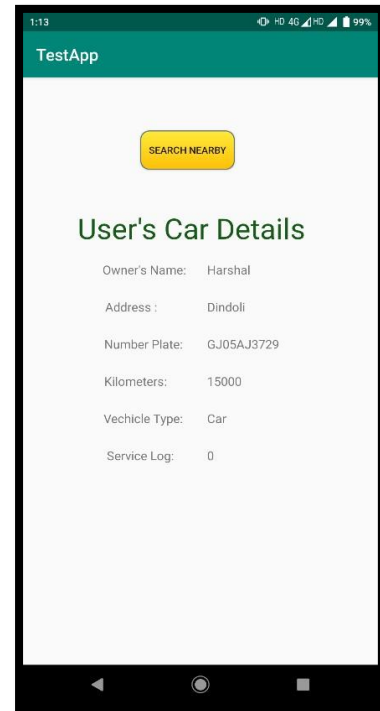 1:13 HD 4G HD 99%
TestApp
SEARCH NEARBY
User's Car Details
Owner's Name: Harshal
Address : Dindoli
Number Plate: GJ05AJ3729
Kilometers: 15000
Vechicle Type: Car
Service Log: 0